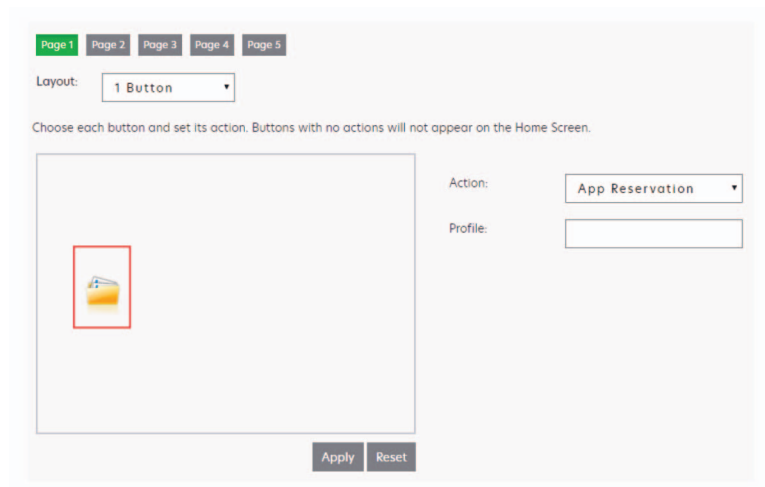 Page 1 Page 2 Page 3 Page 4 Page 5
Layout: 1 Button
Choose each button and set its action. Buttons with no actions will not appear on the Home Screen.
Action: App Reservation
Profile:
Apply Reset